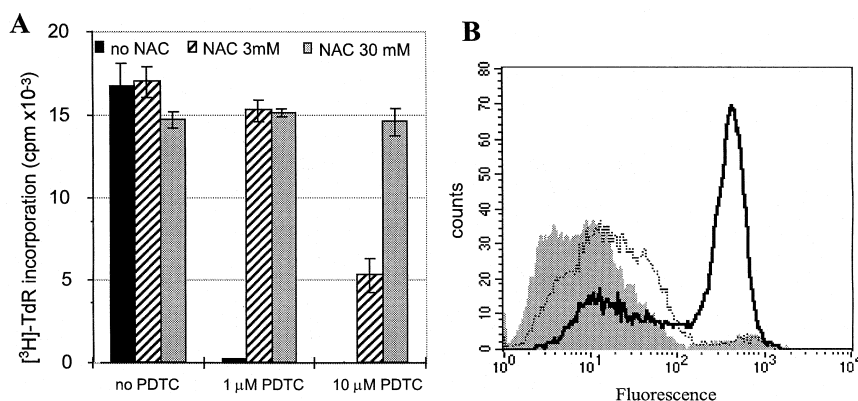 A
20
no NAC NAC 3mM NAC 30 mM
15
10
5
0
[³H]-TdR incorporation (cpm x10⁻³)
no PDTC 1 µM PDTC 10 µM PDTC
B
80
70
60
50
40
30
20
10
0
counts
10⁰ 10¹ 10² 10³ 10⁴
Fluorescence